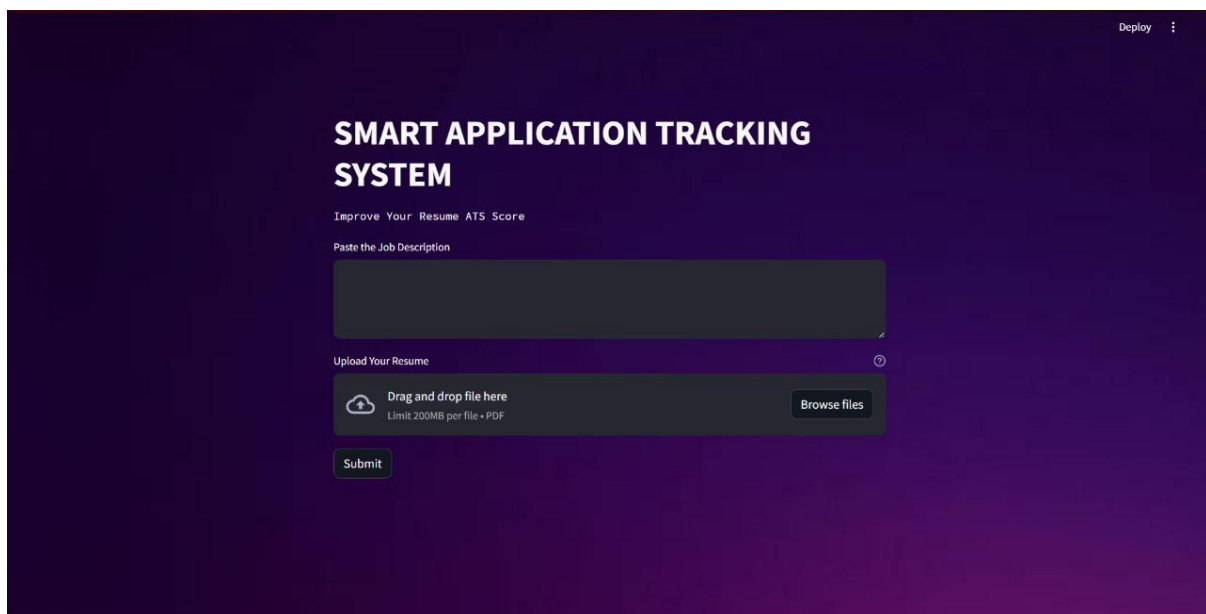 Deploy
SMART APPLICATION TRACKING
SYSTEM
Improve Your Resume ATS Score
Paste the Job Description
Upload Your Resume
Drag and drop file here
Limit 200MB per file • PDF
Browse files
Submit